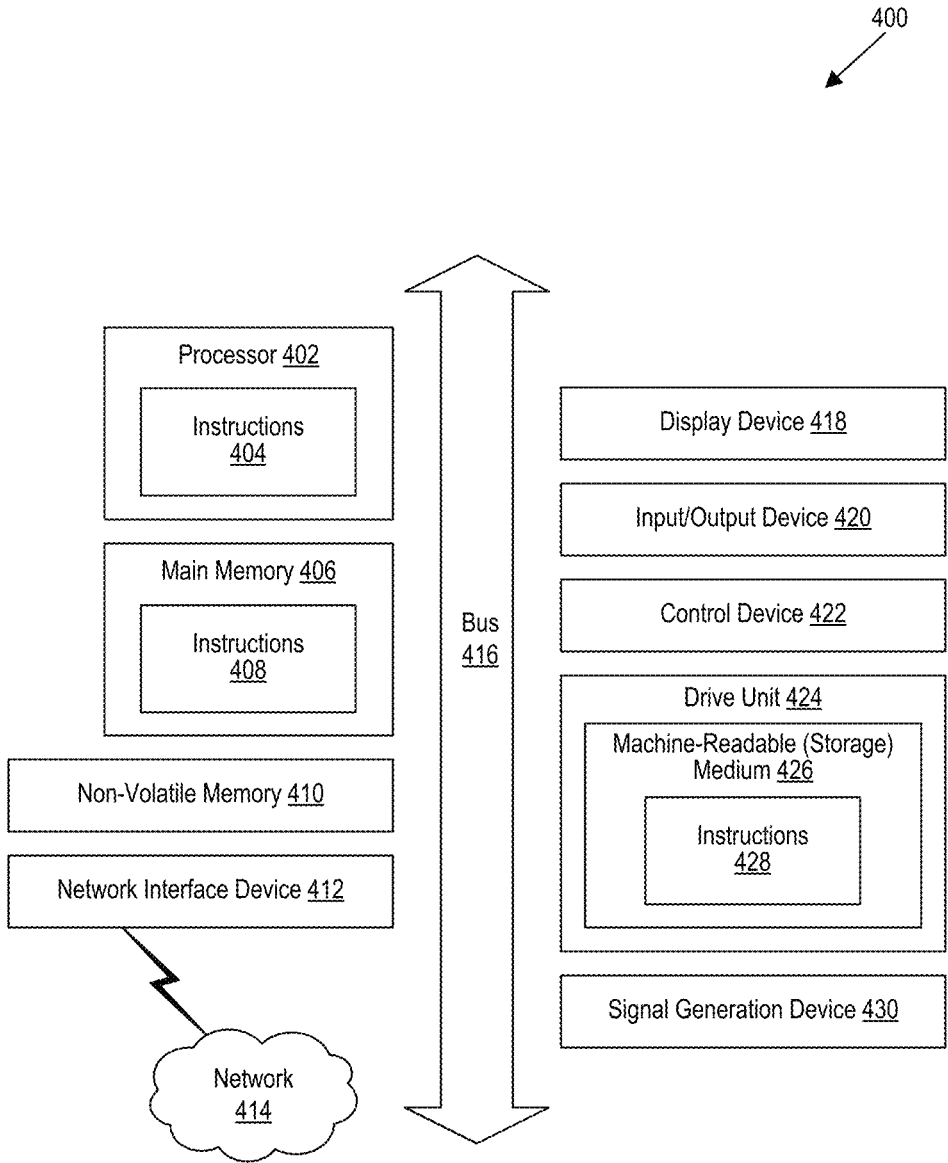 400
Processor 402
Instructions
404
Main Memory 406
Instructions
408
Non-Volatile Memory 410
Network Interface Device 412
Network
414
Bus
416
Display Device 418
Input/Output Device 420
Control Device 422
Drive Unit 424
Machine-Readable (Storage)
Medium 426
Instructions
428
Signal Generation Device 430